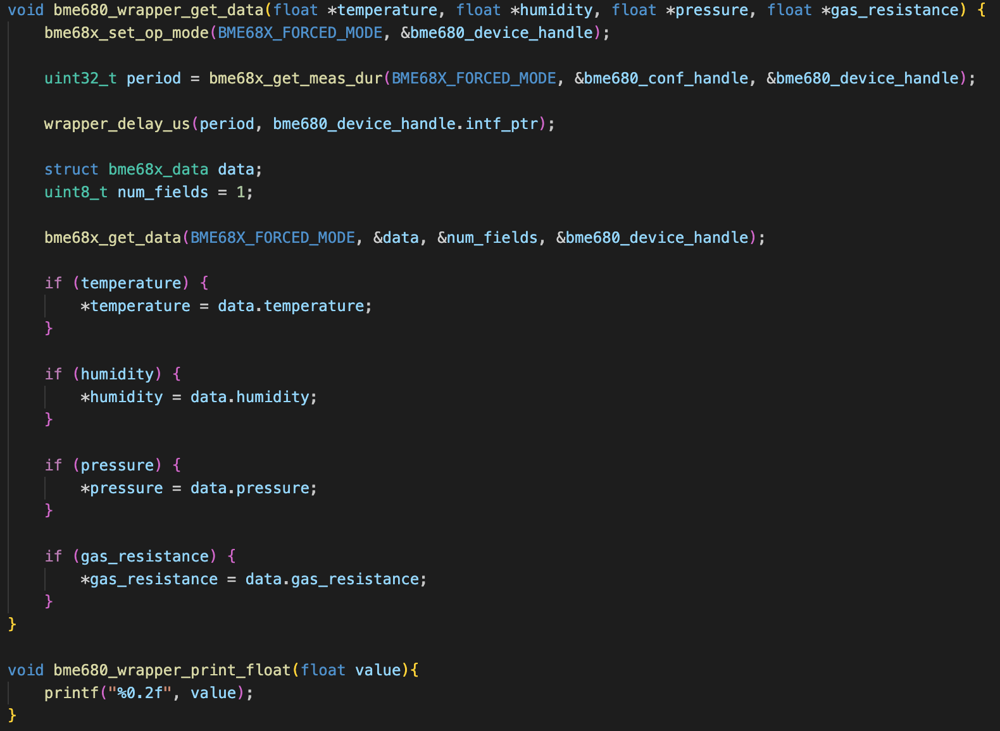 void bme680_wrapper_get_data(float *temperature, float *humidity, float *pressure, float *gas_resistance) {
    bme68x_set_op_mode(BME68X_FORCED_MODE, &bme680_device_handle);

    uint32_t period = bme68x_get_meas_dur(BME68X_FORCED_MODE, &bme680_conf_handle, &bme680_device_handle);

    wrapper_delay_us(period, bme680_device_handle.intf_ptr);

    struct bme68x_data data;
    uint8_t num_fields = 1;

    bme68x_get_data(BME68X_FORCED_MODE, &data, &num_fields, &bme680_device_handle);

    if (temperature) {
        *temperature = data.temperature;
    }

    if (humidity) {
        *humidity = data.humidity;
    }

    if (pressure) {
        *pressure = data.pressure;
    }

    if (gas_resistance) {
        *gas_resistance = data.gas_resistance;
    }
}

void bme680_wrapper_print_float(float value){
    printf("%0.2f", value);
}